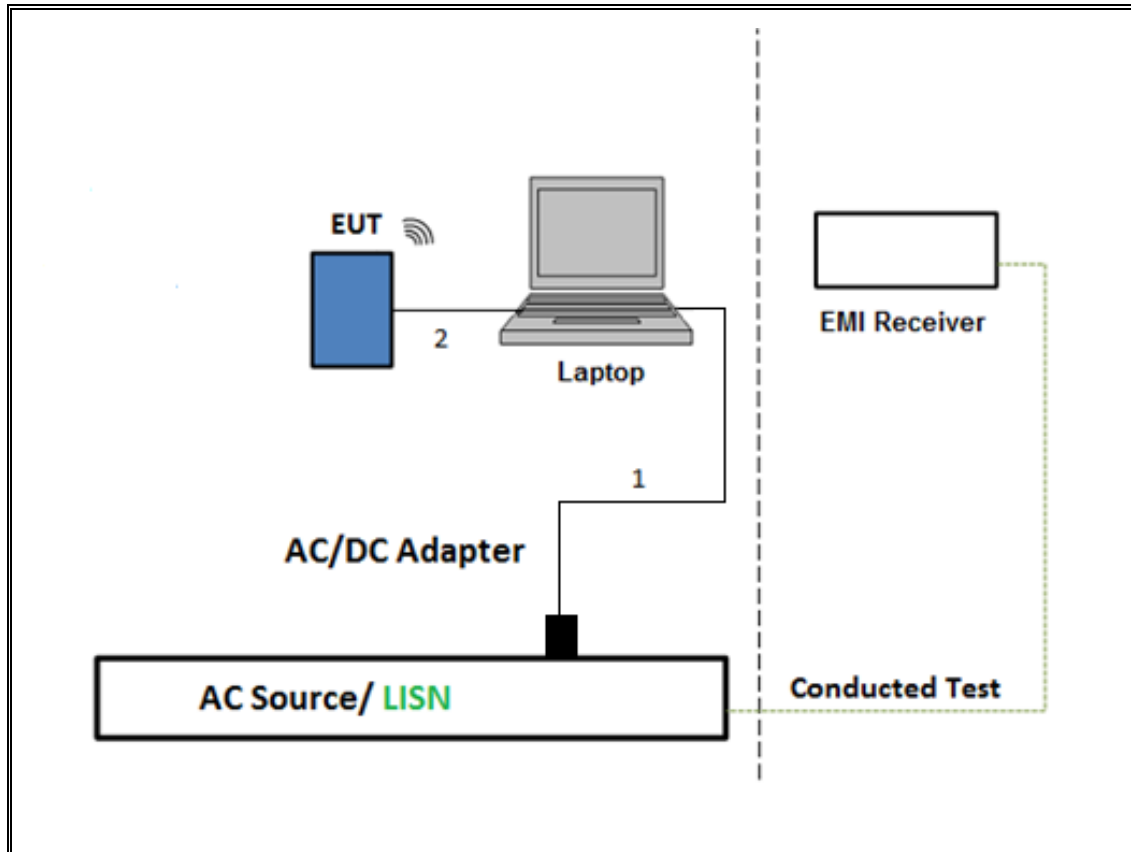 EUT
2
Laptop
EMI Receiver
1
AC/DC Adapter
AC Source/ LISN
Conducted Test